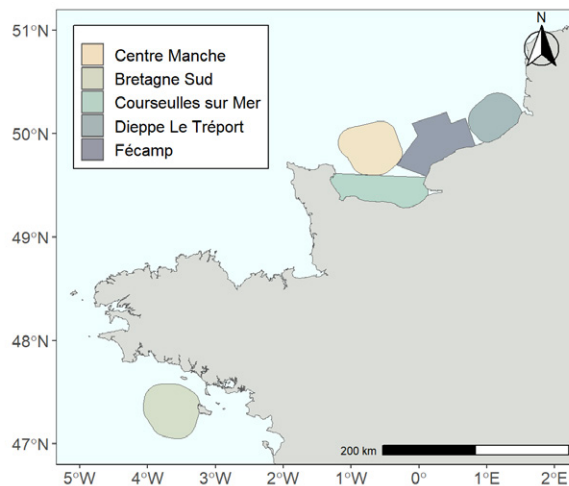 51°N
50°N
49°N
48°N
47°N
Centre Manche
Bretagne Sud
Courseulles sur Mer
Dieppe Le Tréport
Fécamp
N
200 km
5°W 4°W 3°W 2°W 1°W 0° 1°E 2°E